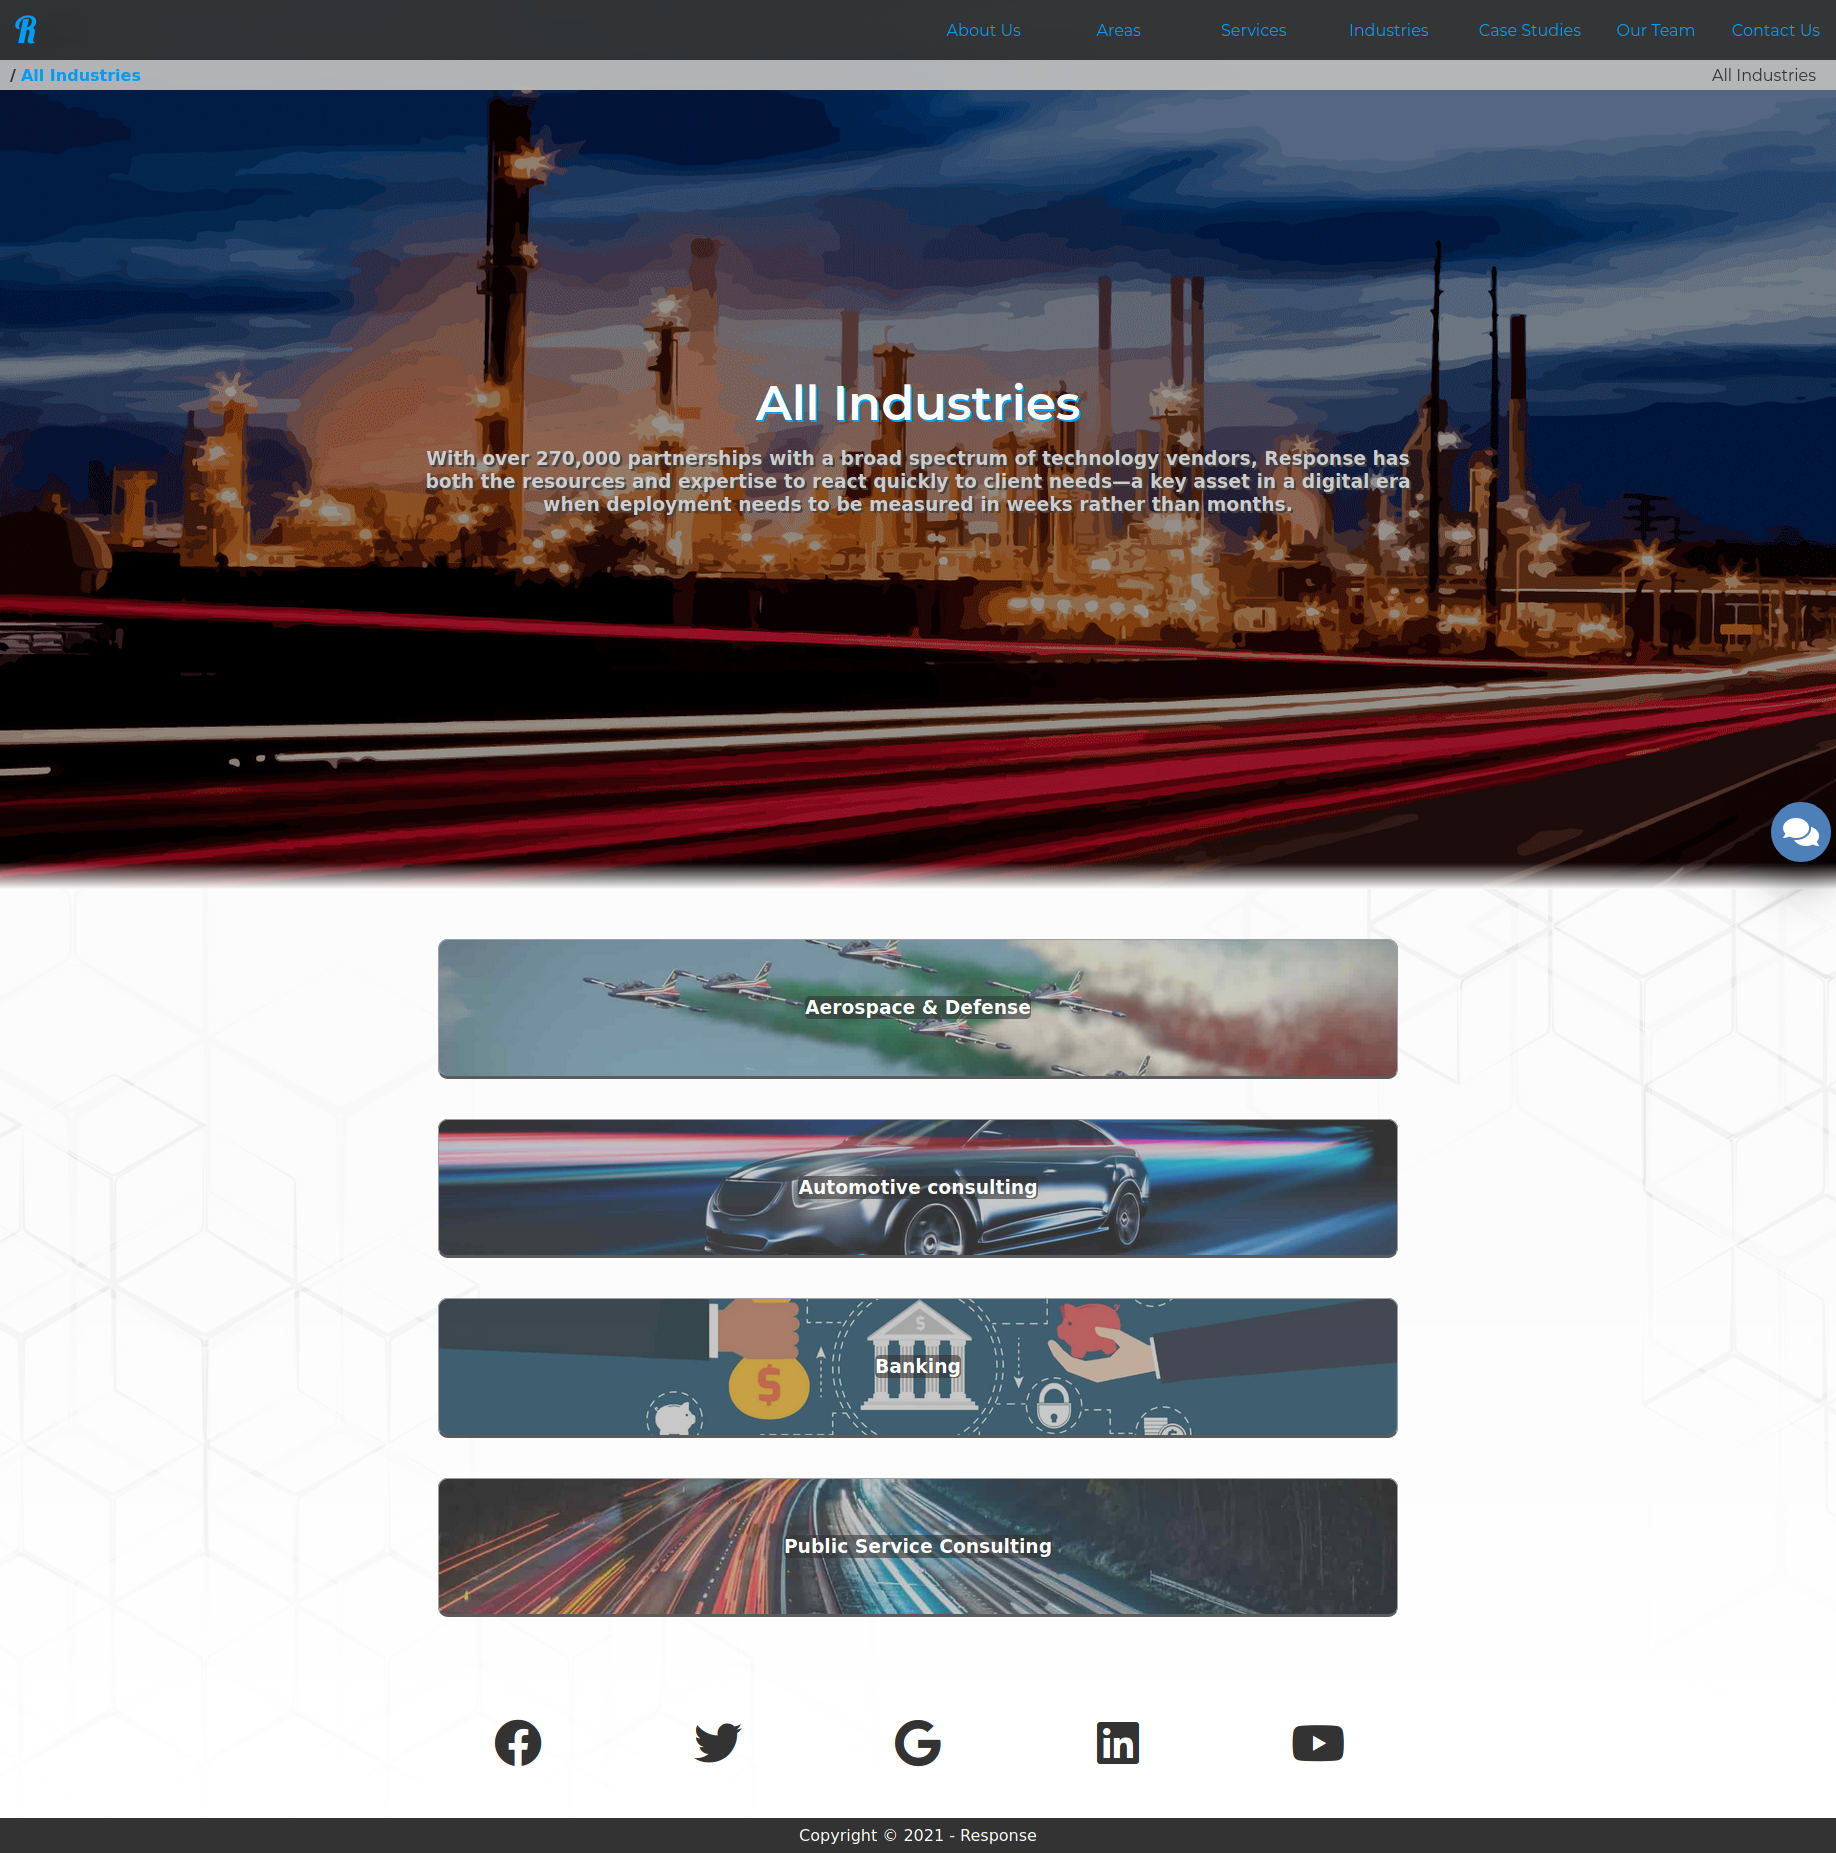 R
About Us
Areas
Services
Industries
Case Studies
Our Team
Contact Us
/ All Industries
All Industries
All Industries
With over 270,000 partnerships with a broad spectrum of technology vendors, Response has
both the resources and expertise to react quickly to client needs—a key asset in a digital era
when deployment needs to be measured in weeks rather than months.
Aerospace & Defense
Automotive consulting
$
$
Banking
Public Service Consulting
Copyright © 2021 - Response